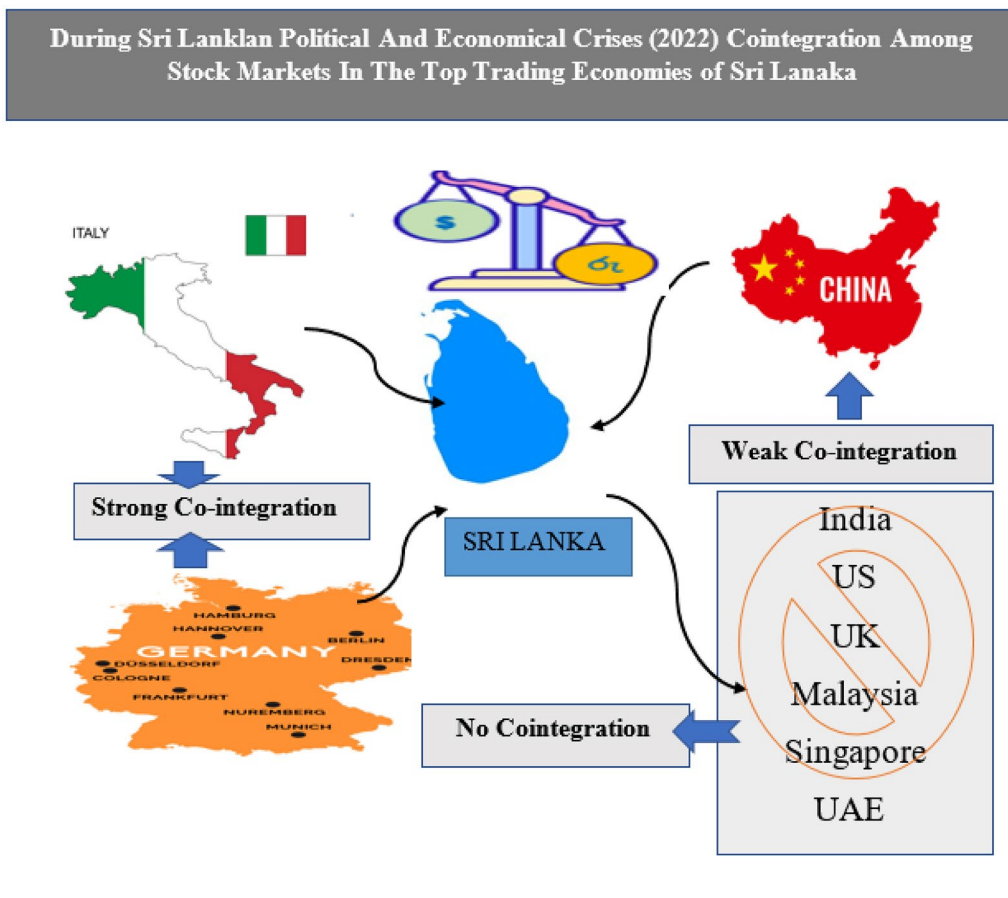 During Sri Lanklan Political And Economical Crises (2022) Cointegration Among
Stock Markets In The Top Trading Economies of Sri Lanaka
ITALY
$
රු
CHINA
Weak Co-integration
Strong Co-integration
SRI LANKA
India
US
UK
Malaysia
Singapore
UAE
HAMBURG
HANNOVER
BERLIN
GERMANY
DÜSSELDORF
DRESDEN
COLOGNE
FRANKFURT
NUREMBERG
MUNICH
No Cointegration